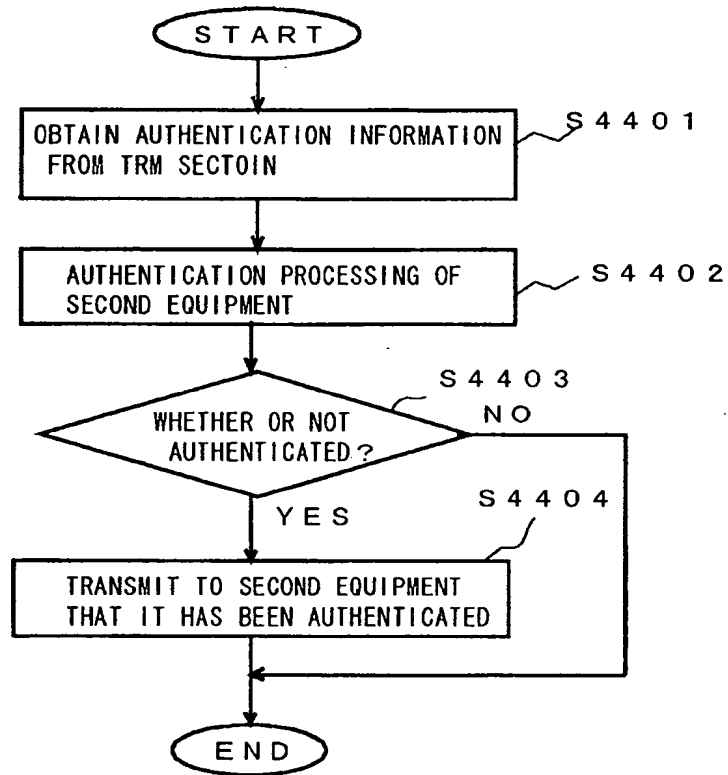 START
OBTAIN AUTHENTICATION INFORMATION
FROM TRM SECTOIN
S4401
AUTHENTICATION PROCESSING OF
SECOND EQUIPMENT
S4402
S4403
WHETHER OR NOT
AUTHENTICATED?
NO
YES
S4404
TRANSMIT TO SECOND EQUIPMENT
THAT IT HAS BEEN AUTHENTICATED
END